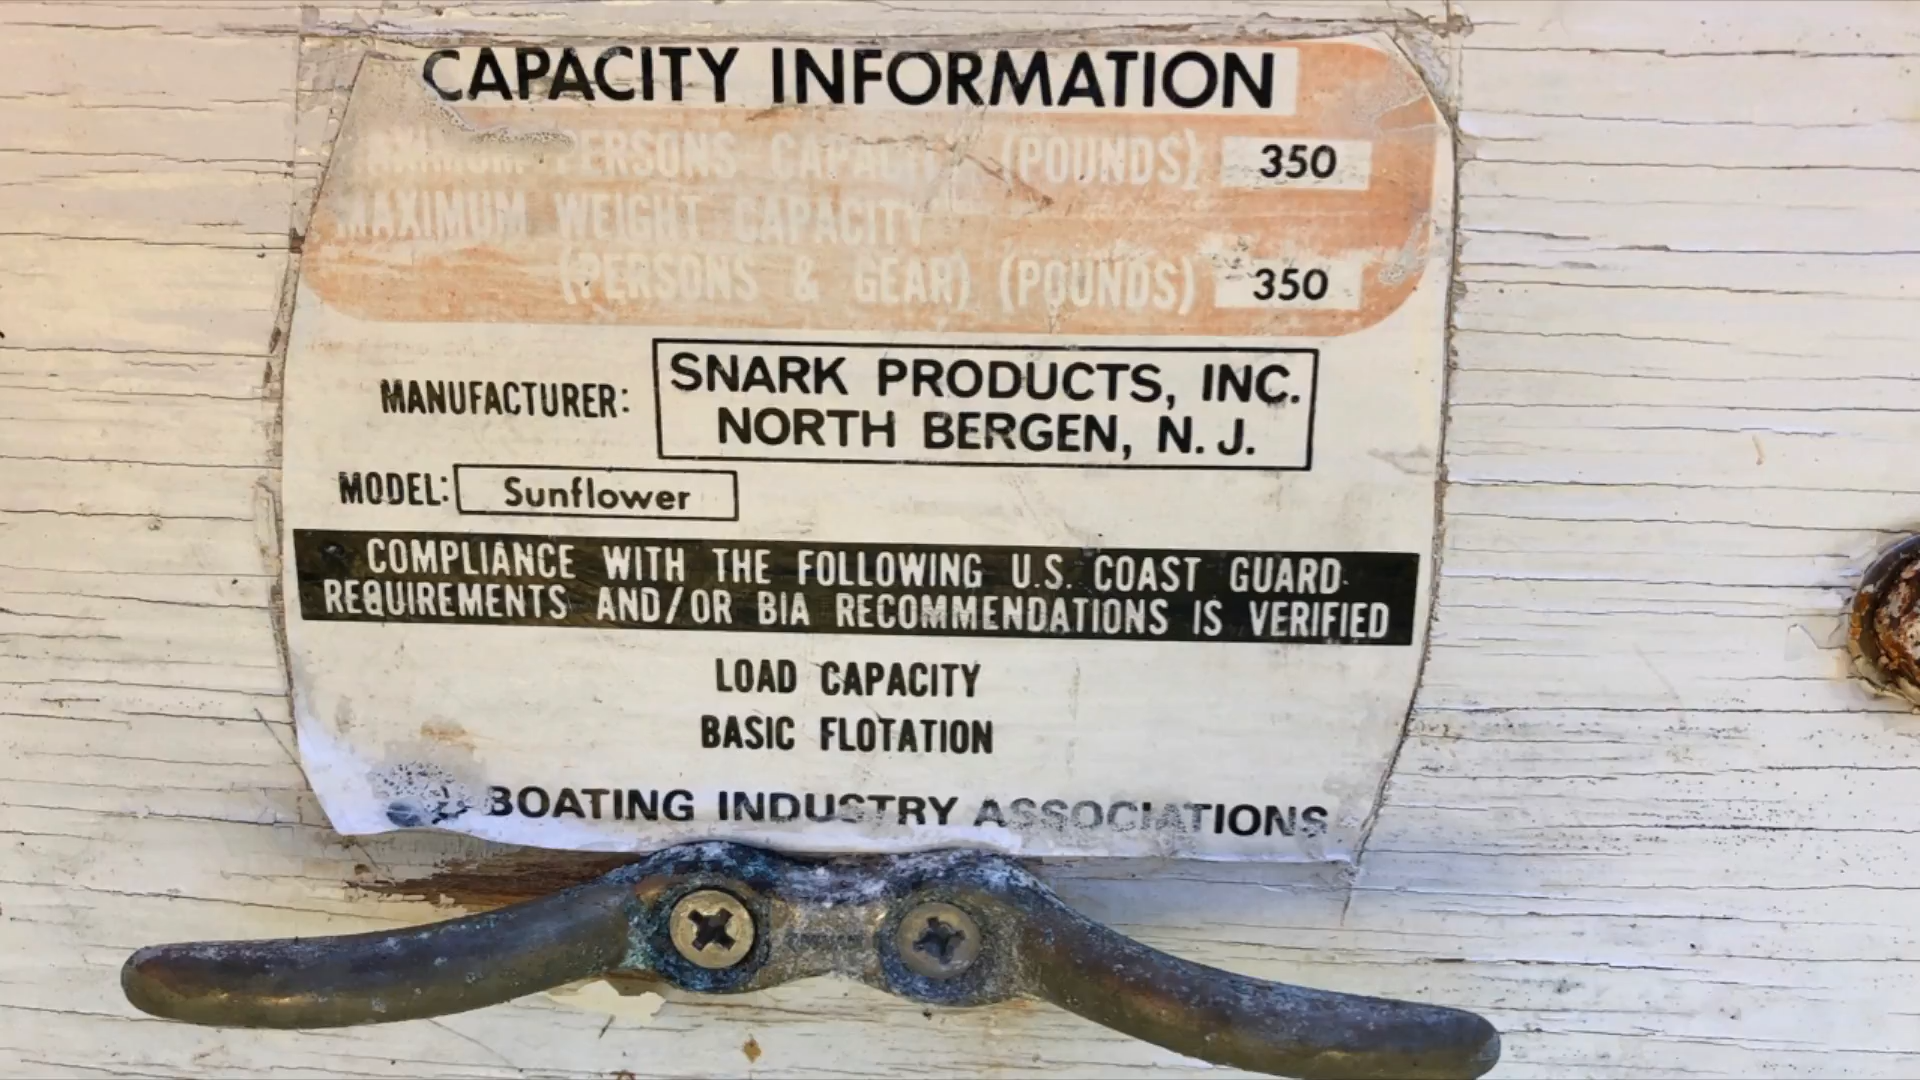 CAPACITY INFORMATION
MAXIMUM PERSONS CAPACITY (POUNDS) 350
MAXIMUM WEIGHT CAPACITY
(PERSONS & GEAR) (POUNDS) 350
MANUFACTURER: SNARK PRODUCTS, INC.
NORTH BERGEN, N. J.
MODEL: Sunflower
COMPLIANCE WITH THE FOLLOWING U.S. COAST GUARD
REQUIREMENTS AND/OR BIA RECOMMENDATIONS IS VERIFIED
LOAD CAPACITY
BASIC FLOTATION
BOATING INDUSTRY ASSOCIATIONS